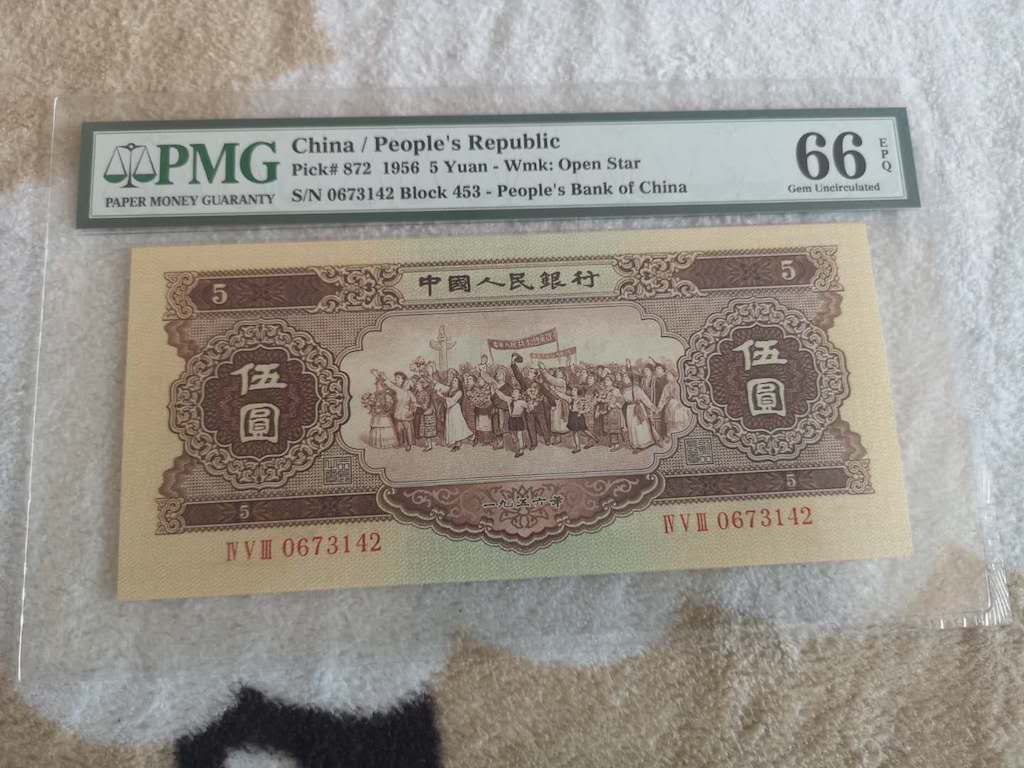 PMG
PAPER MONEY GUARANTY
China / People's Republic
Pick# 872 1956 5 Yuan - Wmk: Open Star
S/N 0673142 Block 453 - People's Bank of China
66 EPQ
Gem Uncirculated
5 中國人民銀行 5
伍圓 伍圓
5 一九五六年 5
ⅣⅤⅢ 0673142 ⅣⅤⅢ 0673142